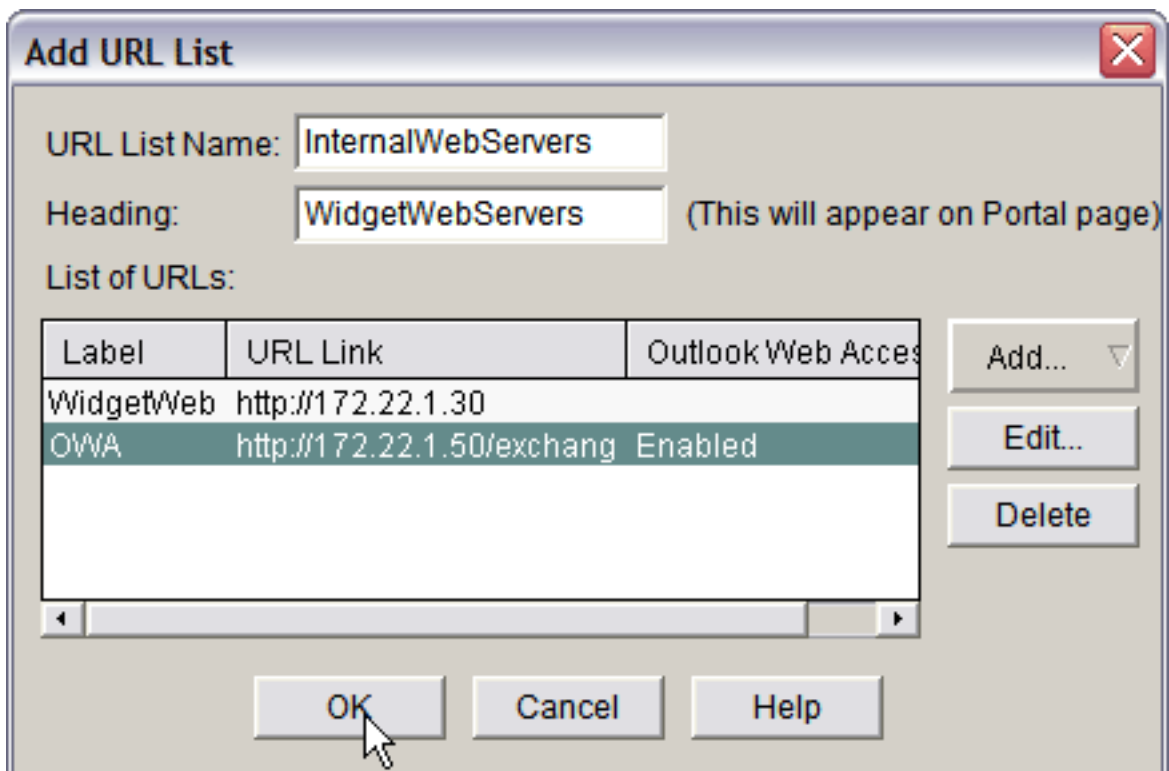 Add URL List
URL List Name: InternalWebServers
Heading: WidgetWebServers (This will appear on Portal page)
List of URLs:
Label URL Link Outlook Web Acces
Add...
WidgetWeb http://172.22.1.30
OWA http://172.22.1.50/exchang Enabled
Edit...
Delete
OK Cancel Help